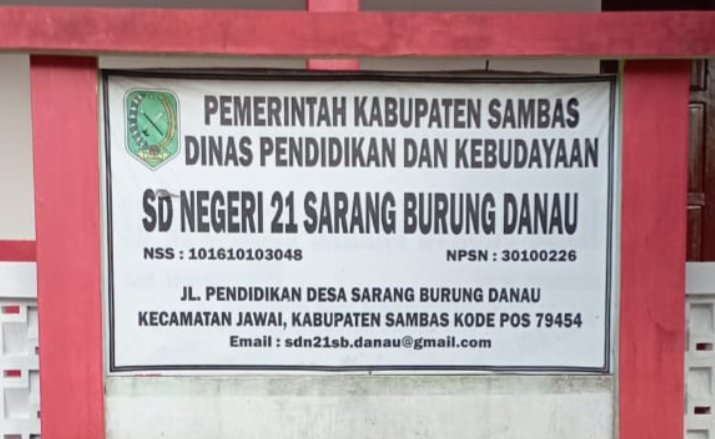 PEMERINTAH KABUPATEN SAMBAS
DINAS PENDIDIKAN DAN KEBUDAYAAN
SD NEGERI 21 SARANG BURUNG DANAU
NSS : 101610103048 NPSN : 30100226
JL. PENDIDIKAN DESA SARANG BURUNG DANAU
KECAMATAN JAWAI, KABUPATEN SAMBAS KODE POS 79454
Email : sdn21sb.danau@gmail.com